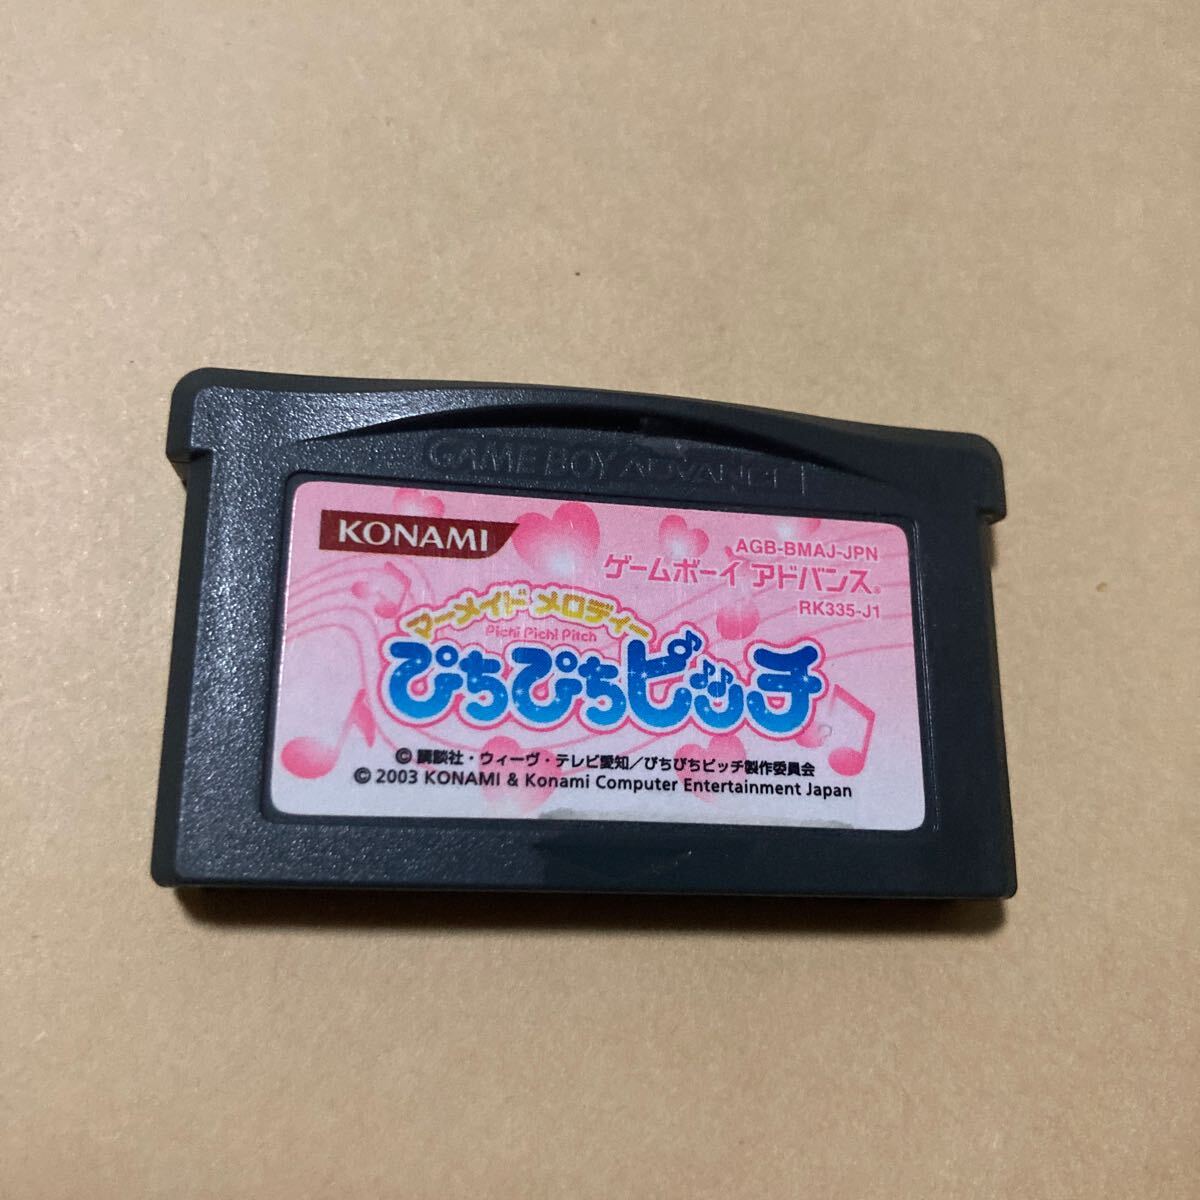 GAME BOY ADVANCE
KONAMI
AGB-BMAJ-JPN
ゲームボーイ アドバンス®
RK335-J1
マーメイド メロディー
Pichi Pichi Pitch
ぴちぴちピッチ
© 講談社・ウィーヴ・テレビ愛知／ぴちぴちピッチ製作委員会
© 2003 KONAMI & Konami Computer Entertainment Japan